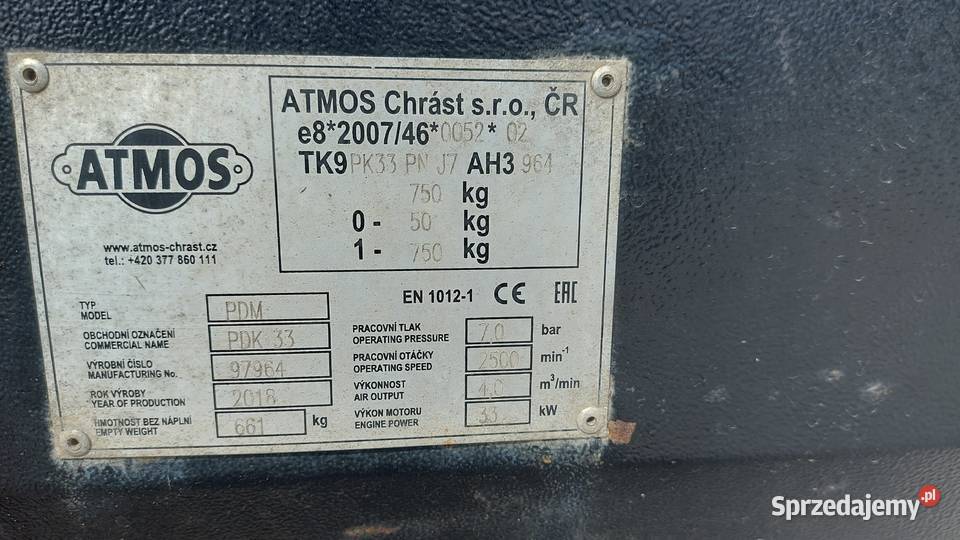 ATMOS
www.atmos-chrast.cz
tel.: +420 377 860 111
ATMOS Chrást s.r.o., ČR
e8*2007/46*0052*02
TK9PK33 PN J7 AH3 964
750 kg
0 - 50 kg
1 - 750 kg
EN 1012-1 CE EAC
TYP
MODEL
PDM
OBCHODNÍ OZNAČENÍ
COMMERCIAL NAME
PDK 33
VÝROBNÍ ČÍSLO
MANUFACTURING No.
97964
ROK VÝROBY
YEAR OF PRODUCTION
2018
HMOTNOST BEZ NÁPLNÍ
EMPTY WEIGHT
661 kg
PRACOVNÍ TLAK
OPERATING PRESSURE
7,0 bar
PRACOVNÍ OTÁČKY
OPERATING SPEED
2500 min⁻¹
VÝKONNOST
AIR OUTPUT
4,0 m³/min
VÝKON MOTORU
ENGINE POWER
33 kW
Sprzedajemy.pl